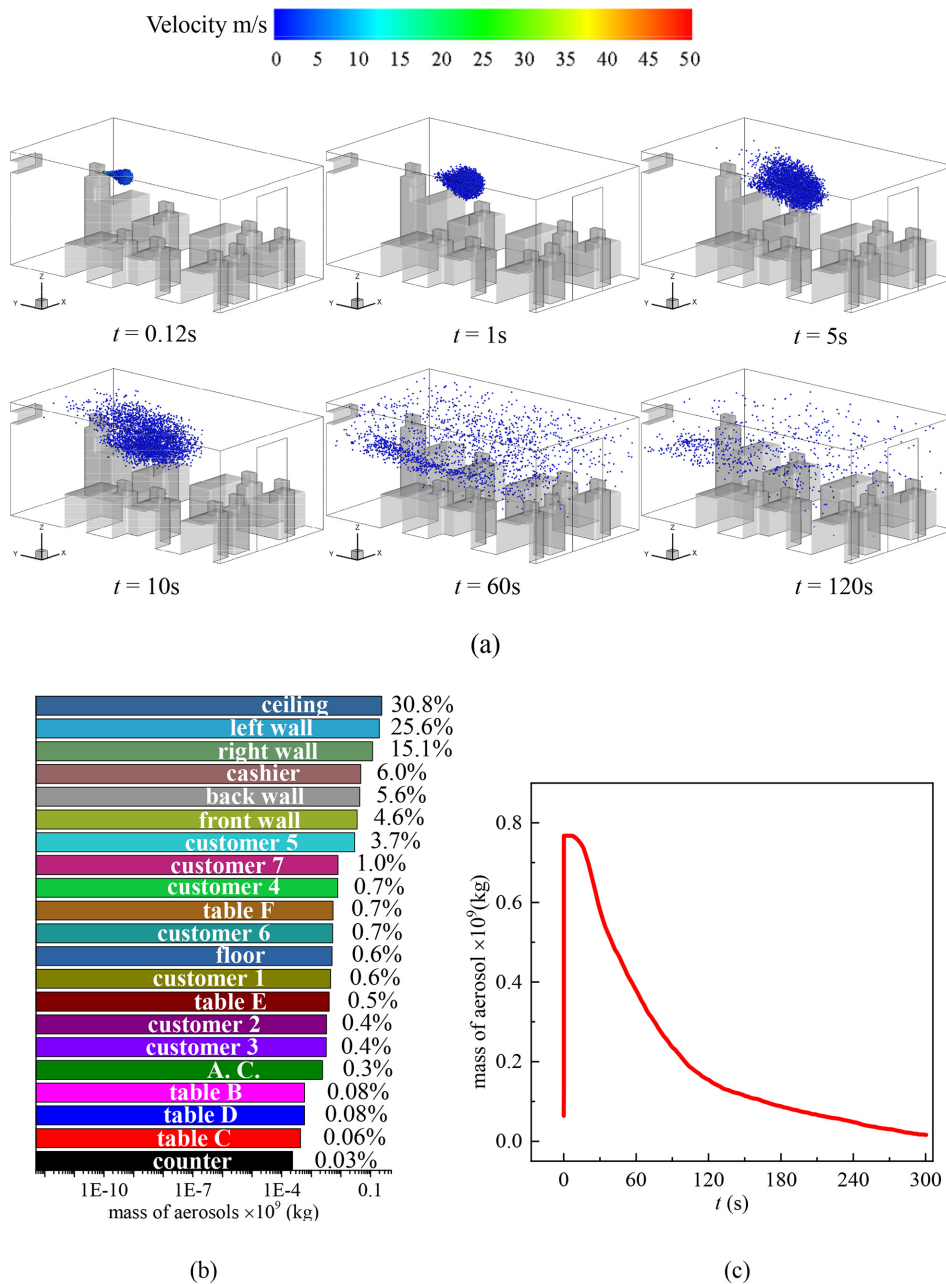 Velocity m/s
0 5 10 15 20 25 30 35 40 45 50
Z
Y X
t = 0.12s
Z
Y X
t = 1s
Z
Y X
t = 5s
Z
Y X
t = 10s
Z
Y X
t = 60s
Z
Y X
t = 120s
(a)
ceiling 30.8%
left wall 25.6%
right wall 15.1%
cashier 6.0%
back wall 5.6%
front wall 4.6%
customer 5 3.7%
customer 7 1.0%
customer 4 0.7%
table F 0.7%
customer 6 0.7%
floor 0.6%
customer 1 0.6%
table E 0.5%
customer 2 0.4%
customer 3 0.4%
A. C. 0.3%
table B 0.08%
table D 0.08%
table C 0.06%
counter 0.03%
1E-10 1E-7 1E-4 0.1
mass of aerosols ×10⁹ (kg)
(b)
mass of aerosol ×10⁹(kg)
0.8
0.6
0.4
0.2
0.0
0 60 120 180 240 300
t (s)
(c)